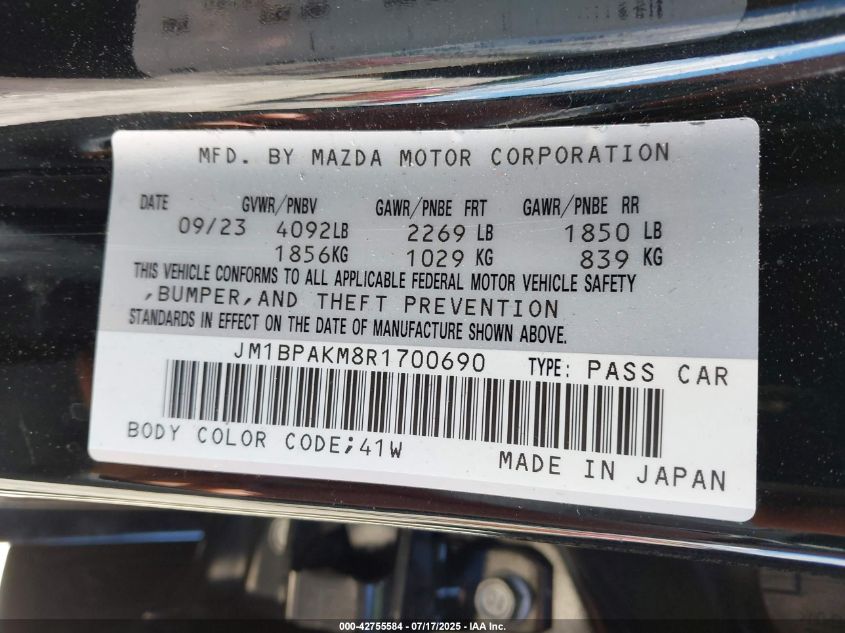 MFD. BY MAZDA MOTOR CORPORATION
DATE GVWR/PNBV GAWR/PNBE FRT GAWR/PNBE RR
09/23 4092LB 2269 LB 1850 LB
1856KG 1029 KG 839 KG
THIS VEHICLE CONFORMS TO ALL APPLICABLE FEDERAL MOTOR VEHICLE SAFETY
,BUMPER,AND THEFT PREVENTION
STANDARDS IN EFFECT ON THE DATE OF MANUFACTURE SHOWN ABOVE.
JM1BPAKM8R1700690 TYPE: PASS CAR
BODY COLOR CODE;41W
MADE IN JAPAN
000-42755584 - 07/17/2025 - IAA Inc.